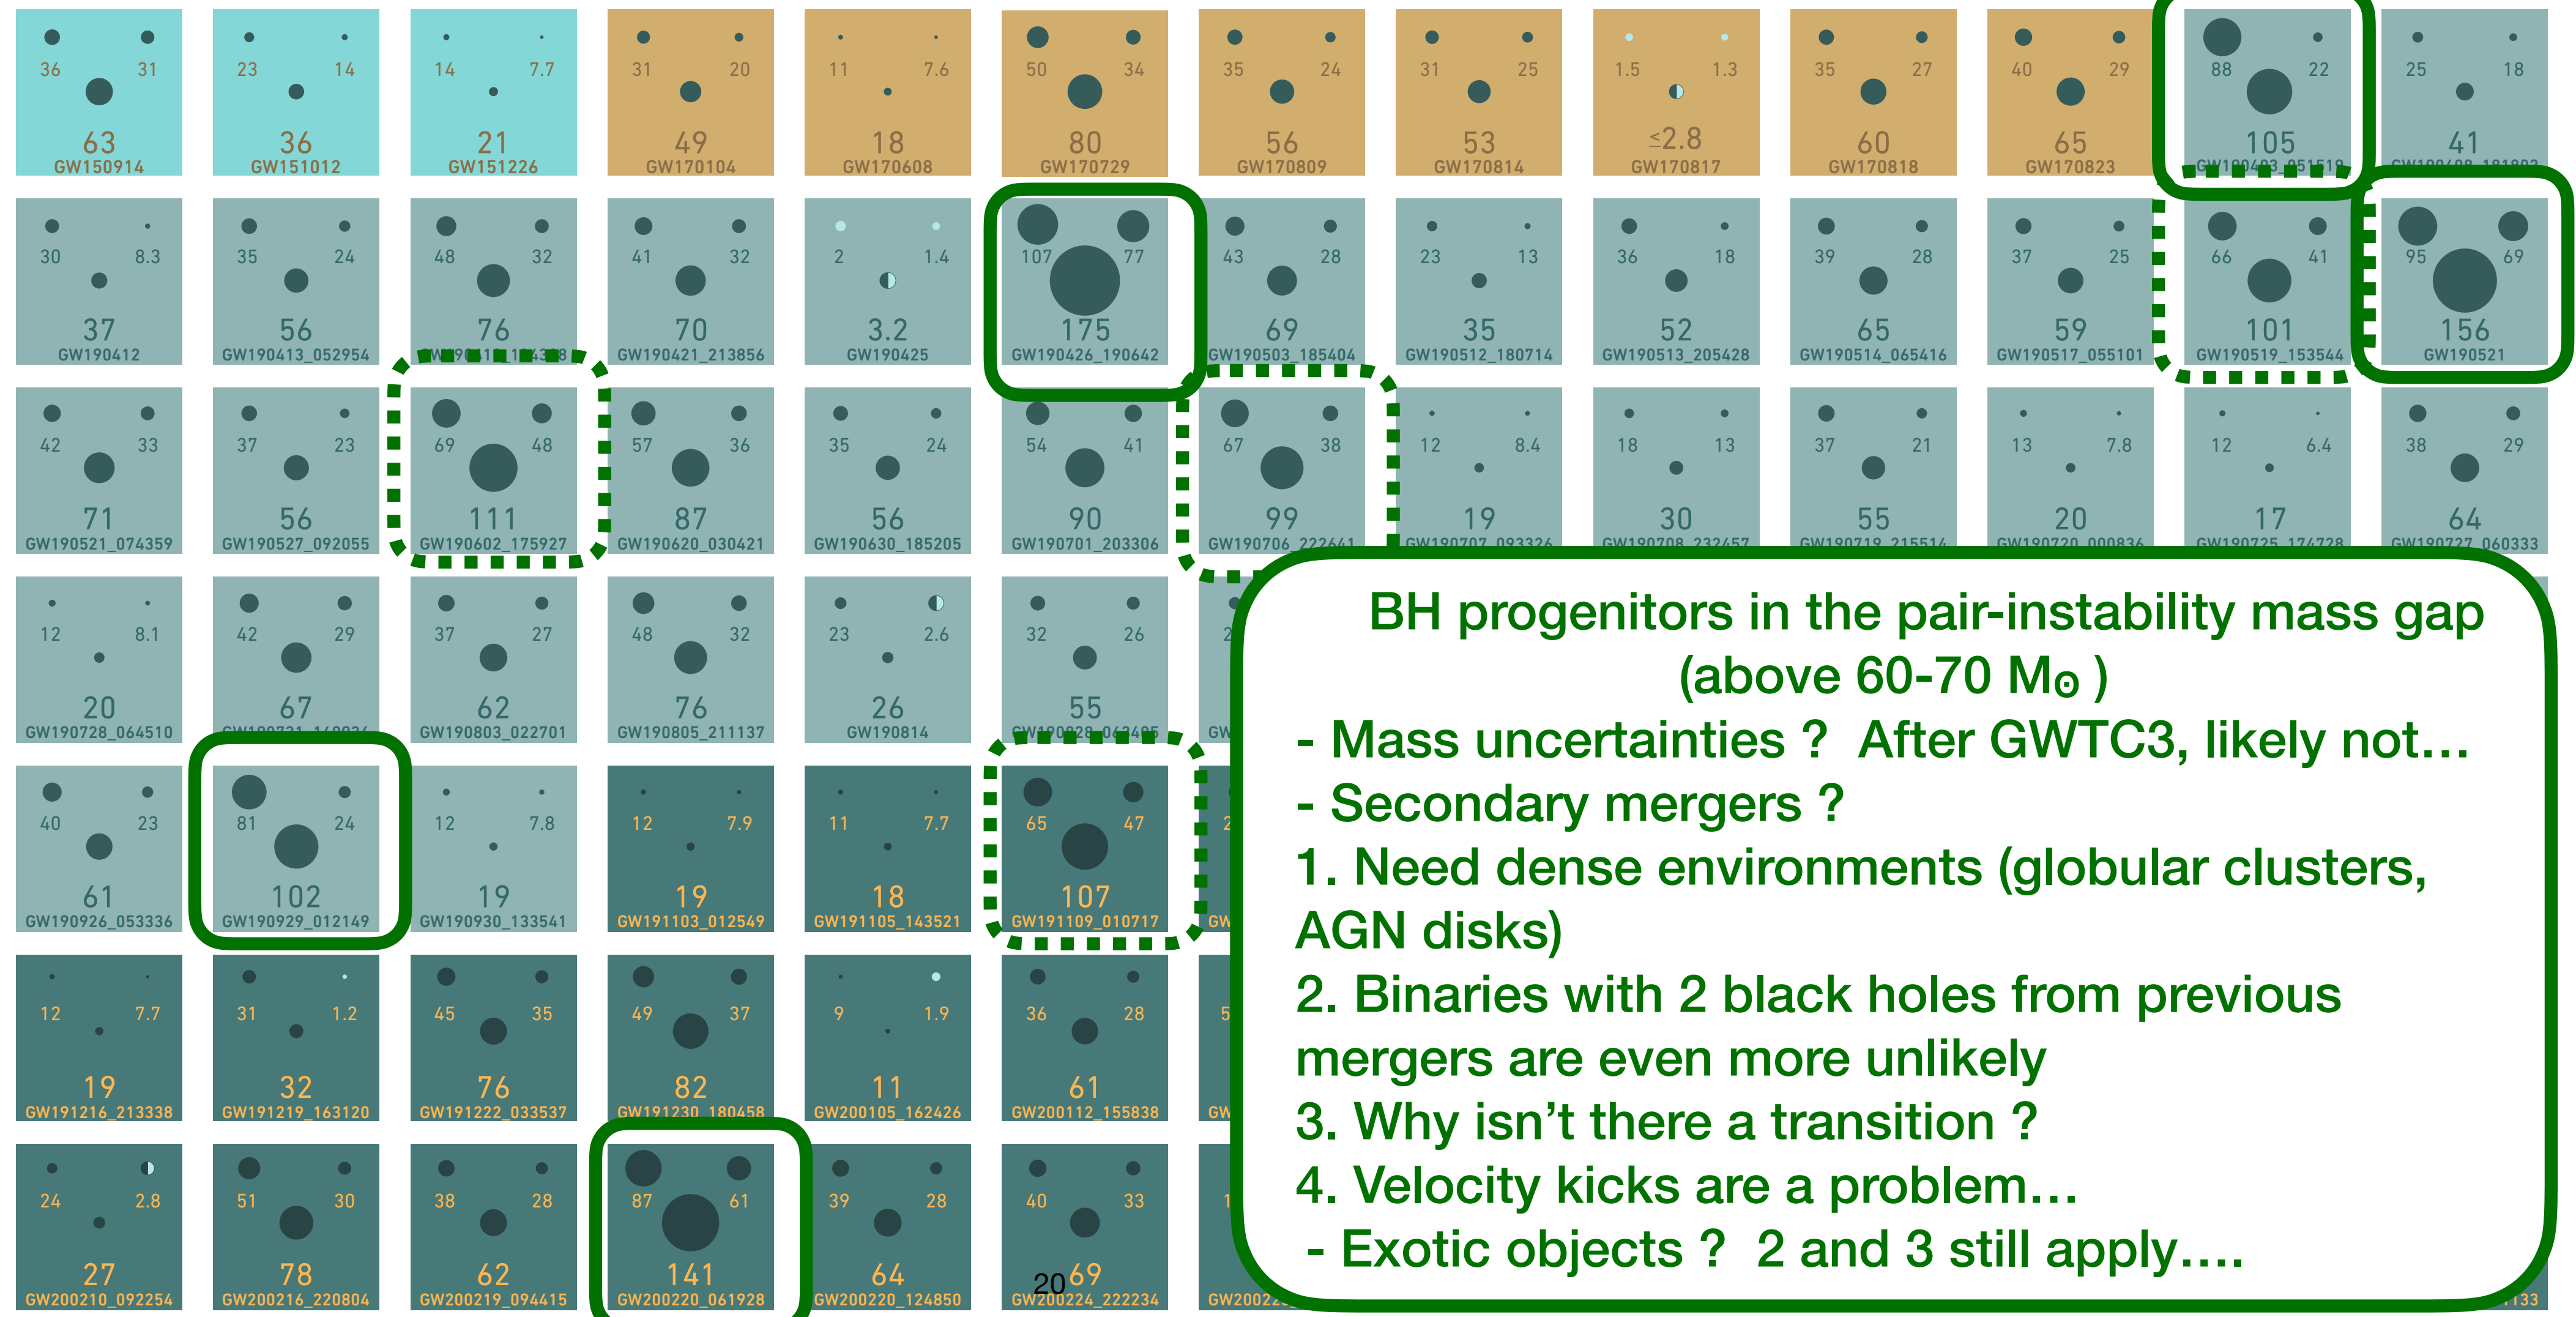 36 31 23 14 14 7.7 31 20 11 7.6 50 34 35 24 31 25 1.5 1.3 35 27 40 29 88 22 25 18
63 36 21 49 18 80 56 53 ≤2.8 60 65 105 41
GW150914 GW151012 GW151226 GW170104 GW170608 GW170729 GW170809 GW170814 GW170817 GW170818 GW170823 GW190403_051519
30 8.3 35 24 48 32 41 32 2 1.4 107 77 43 28 23 13 36 18 39 28 37 25 66 41 95 69
37 56 76 70 3.2 175 69 35 52 65 59 101 156
GW190412 GW190413_052954 GW190421_213856 GW190425 GW190426_190642 GW190503_185404 GW190512_180714 GW190513_205428 GW190514_065416 GW190517_055101 GW190519_153544 GW190521
42 33 37 23 69 48 57 36 35 24 54 41 67 38 12 8.4 18 13 37 21 13 7.8 12 6.4 38 29
71 56 111 87 56 90 99 19 30 55 20 17 64
GW190521_074359 GW190527_092055 GW190602_175927 GW190620_030421 GW190630_185205 GW190701_203306 GW190706_222641 GW190707_093326 GW190708_232457 GW190719_215514 GW190720_000836 GW190725_174728 GW190727_060333
12 8.1 42 29 37 27 48 32 23 2.6 32 26
20 67 62 76 26 55
GW190728_064510 GW190803_022701 GW190805_211137 GW190814
40 23 81 24 12 7.8 12 7.9 11 7.7 65 47
61 102 19 19 18 107
GW190926_053336 GW190929_012149 GW190930_133541 GW191103_012549 GW191105_143521 GW191109_010717
12 7.7 31 1.2 45 35 49 37 9 1.9 36 28
19 32 76 82 11 61
GW191216_213338 GW191219_163120 GW191222_033537 GW191230_180458 GW200105_162426 GW200112_155838
24 2.8 51 30 38 28 87 61 39 28 40 33
27 78 62 141 64 69
GW200210_092254 GW200216_220804 GW200219_094415 GW200220_061928 GW200220_124850 GW200224_222234
BH progenitors in the pair-instability mass gap
(above 60-70 M⊙ )
- Mass uncertainties ? After GWTC3, likely not…
- Secondary mergers ?
1. Need dense environments (globular clusters,
AGN disks)
2. Binaries with 2 black holes from previous
mergers are even more unlikely
3. Why isn’t there a transition ?
4. Velocity kicks are a problem…
- Exotic objects ? 2 and 3 still apply….
20